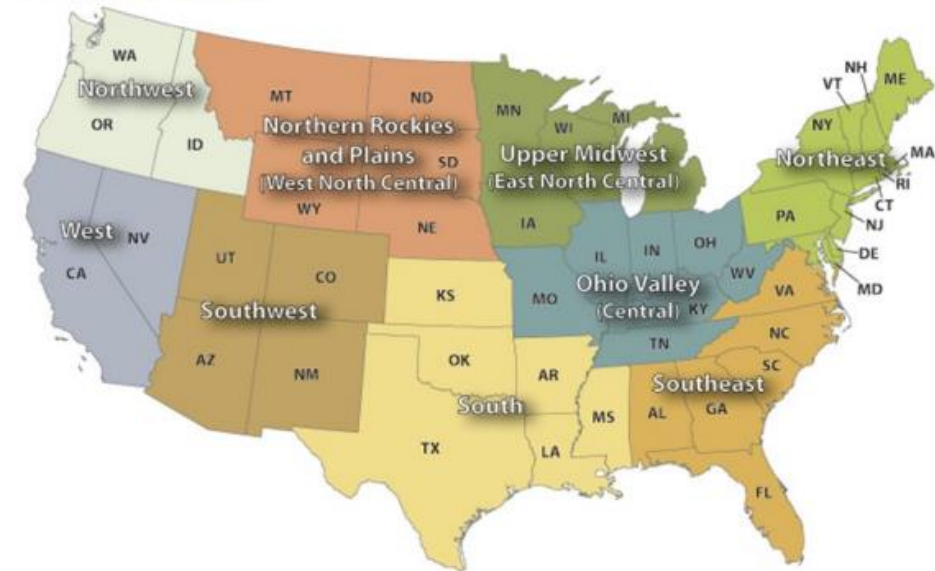 WA
Northwest
OR
ID
MT
ND
Northern Rockies
and Plains
(West North Central)
SD
WY
NE
MN
WI
MI
Upper Midwest
(East North Central)
IA
VT
NH
ME
NY
Northeast
MA
RI
CT
NJ
PA
DE
MD
West
NV
CA
UT
CO
Southwest
AZ
NM
KS
OK
AR
South
TX
LA
MS
IL
IN
OH
WV
Ohio Valley
(Central)
MO
KY
TN
VA
NC
SC
Southeast
AL
GA
FL